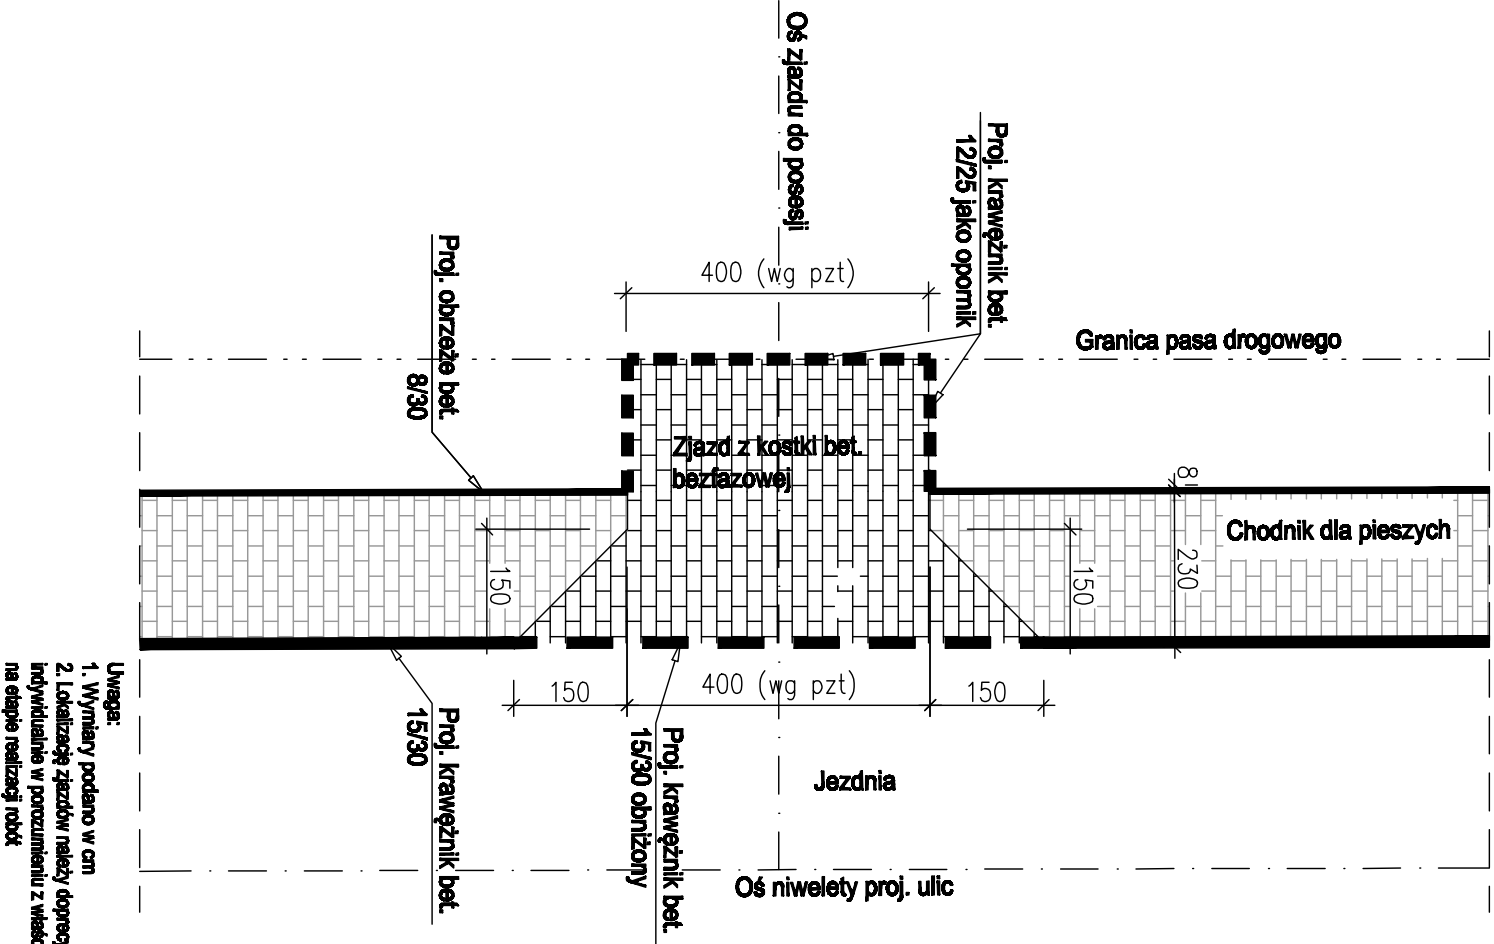 Oś zjazdu do posesji
Proj. krawężnik bet.
12/25 jako opornik
400 (wg pzt)
Granica pasa drogowego
Proj. obrzeże bet.
8/30
Zjazd z kostki bet.
bezfazowej
8
230
Chodnik dla pieszych
150
150
150
400 (wg pzt)
150
Proj. krawężnik bet.
15/30
Proj. krawężnik bet.
15/30 obniżony
Jezdnia
Oś niwelety proj. ulic
Uwaga:
1. Wymiary podano w cm
2. Lokalizację zjazdów należy
indywidualnie w porozumieniu z
na etapie realizacji robót